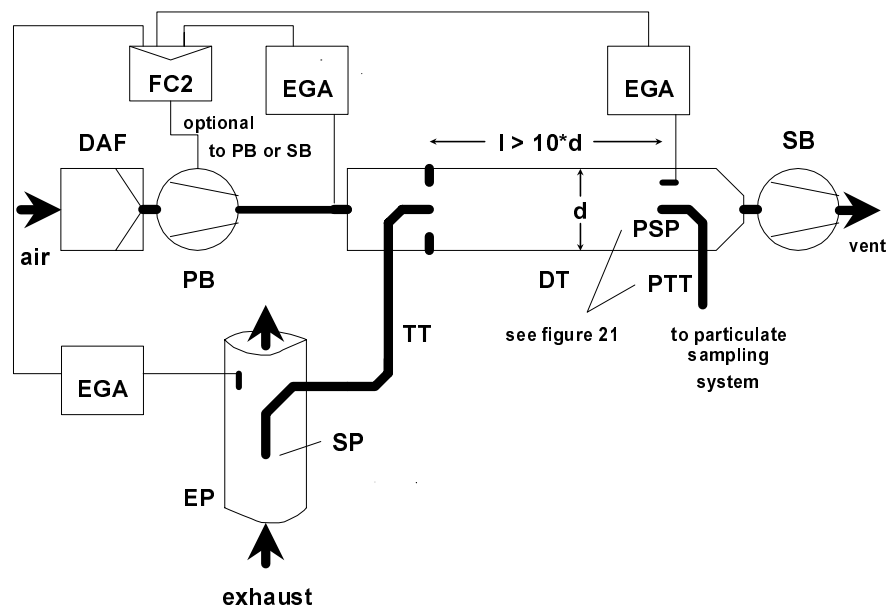 FC2
EGA
EGA
optional
to PB or SB
l > 10*d
SB
DAF
d
air
PB
PSP
vent
DT
PTT
TT
see figure 21
to particulate
sampling
system
EGA
SP
EP
exhaust